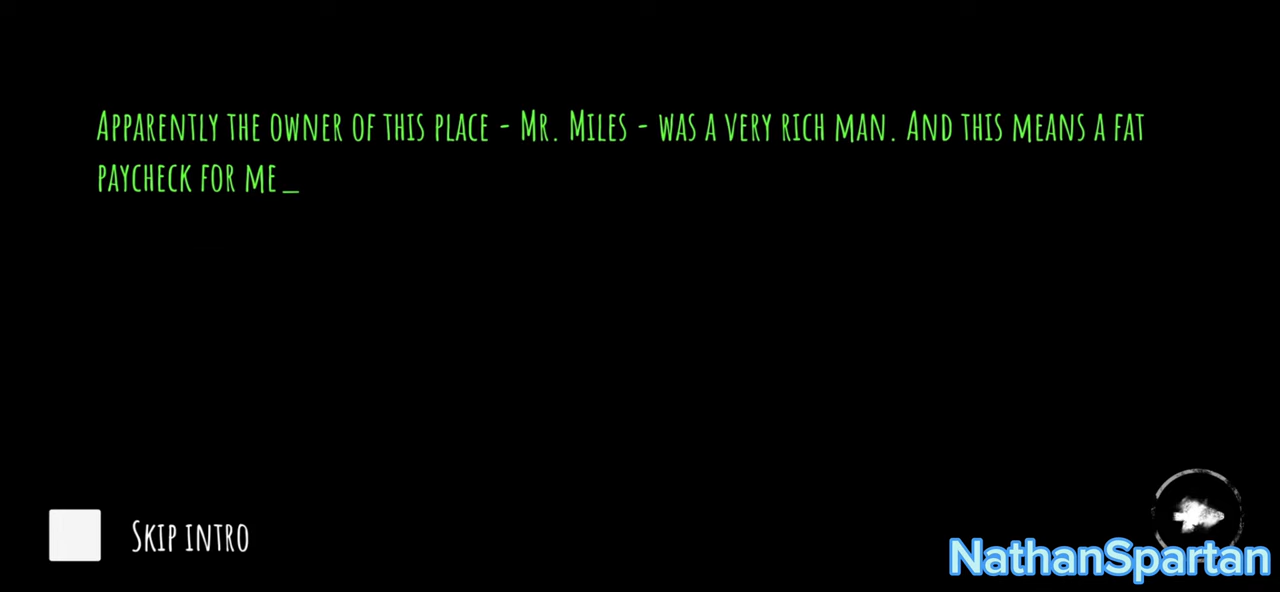 Apparently the owner of this place - Mr. Miles - was a very rich man. And this means a fat
paycheck for me_
Skip intro
NathanSpartan